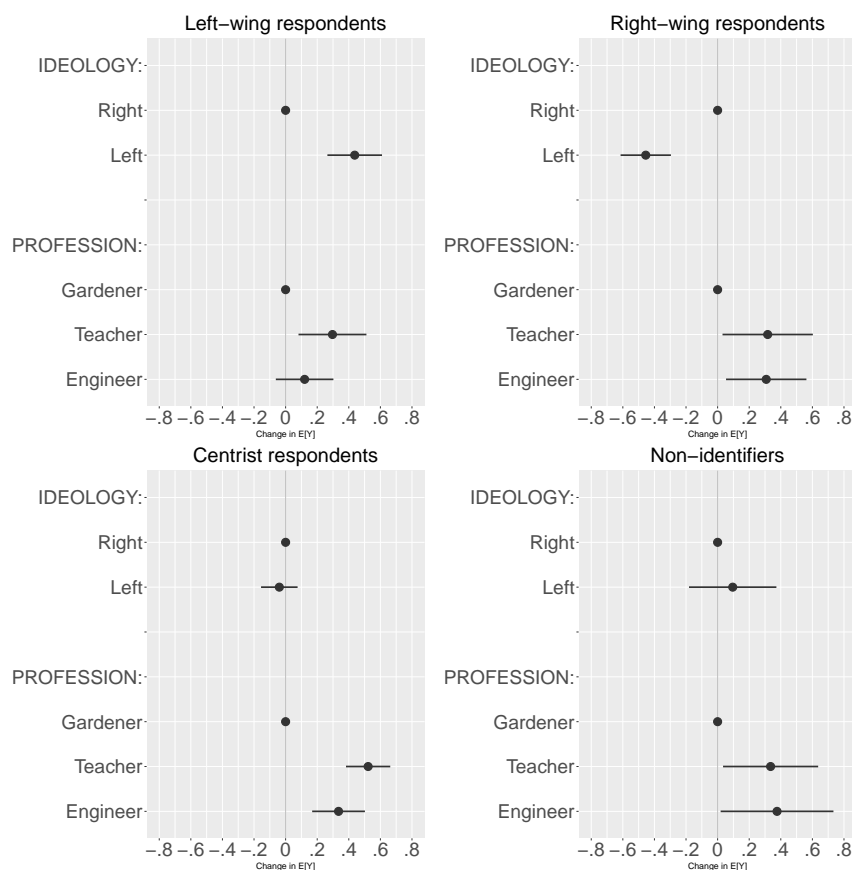 Left−wing respondents
IDEOLOGY:
Right
Left
PROFESSION:
Gardener
Teacher
Engineer
−.8 −.6 −.4 −.2 0 .2 .4 .6 .8
Change in E[Y]
Right−wing respondents
IDEOLOGY:
Right
Left
PROFESSION:
Gardener
Teacher
Engineer
−.8 −.6 −.4 −.2 0 .2 .4 .6 .8
Change in E[Y]
Centrist respondents
IDEOLOGY:
Right
Left
PROFESSION:
Gardener
Teacher
Engineer
−.8 −.6 −.4 −.2 0 .2 .4 .6 .8
Change in E[Y]
Non−identifiers
IDEOLOGY:
Right
Left
PROFESSION:
Gardener
Teacher
Engineer
−.8 −.6 −.4 −.2 0 .2 .4 .6 .8
Change in E[Y]